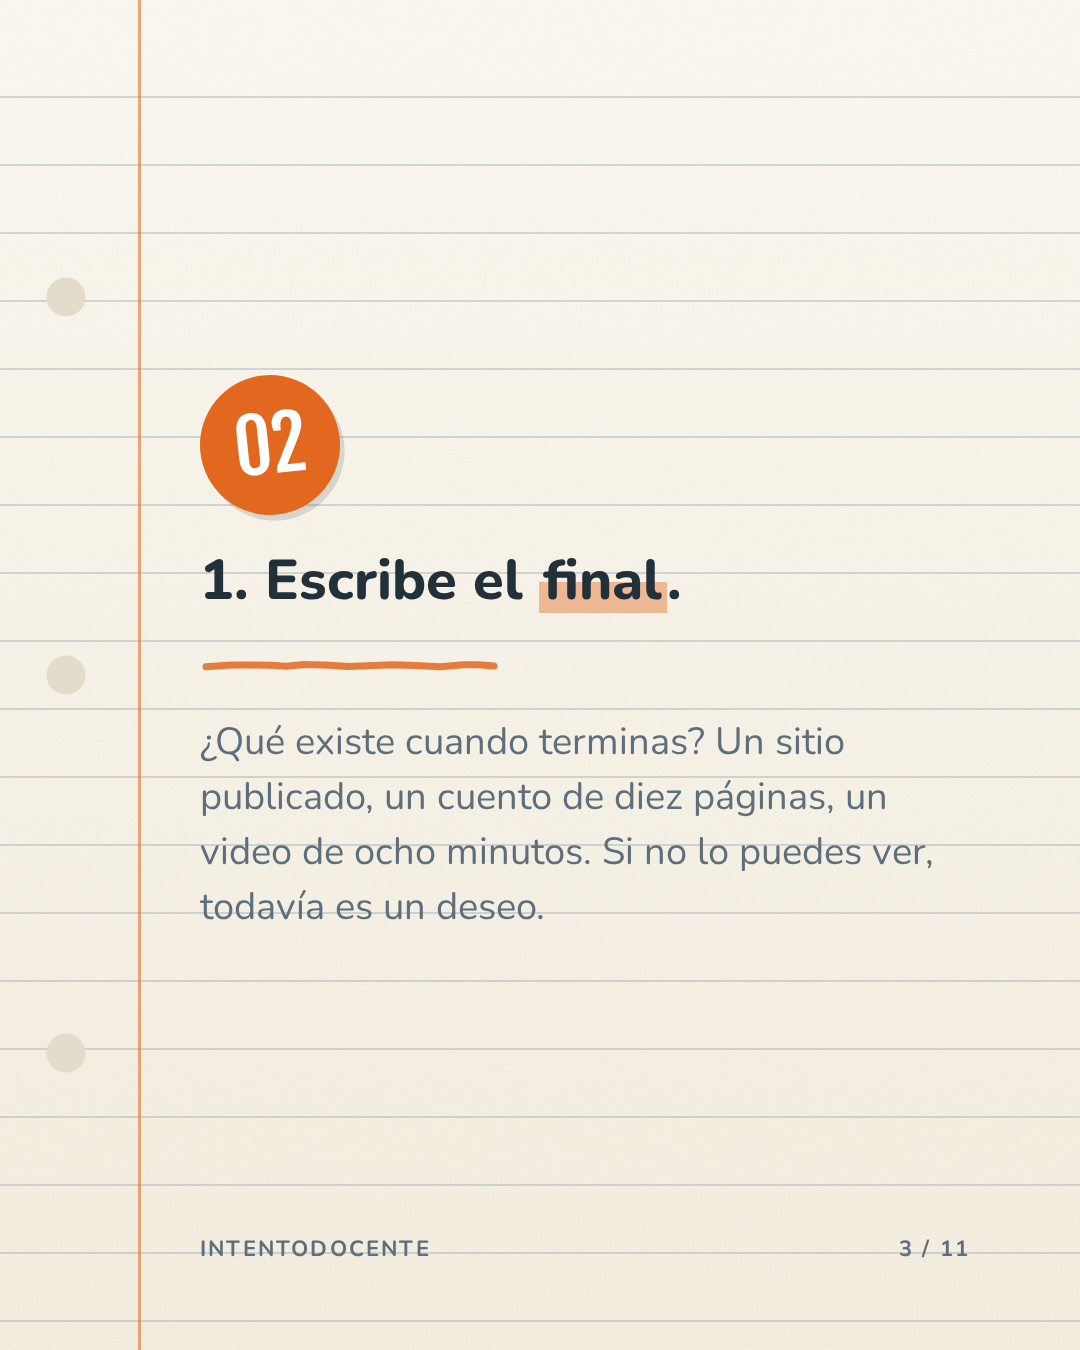 02
1. Escribe el final.
¿Qué existe cuando terminas? Un sitio
publicado, un cuento de diez páginas, un
video de ocho minutos. Si no lo puedes ver,
todavía es un deseo.
INTENTODOCENTE
3 / 11